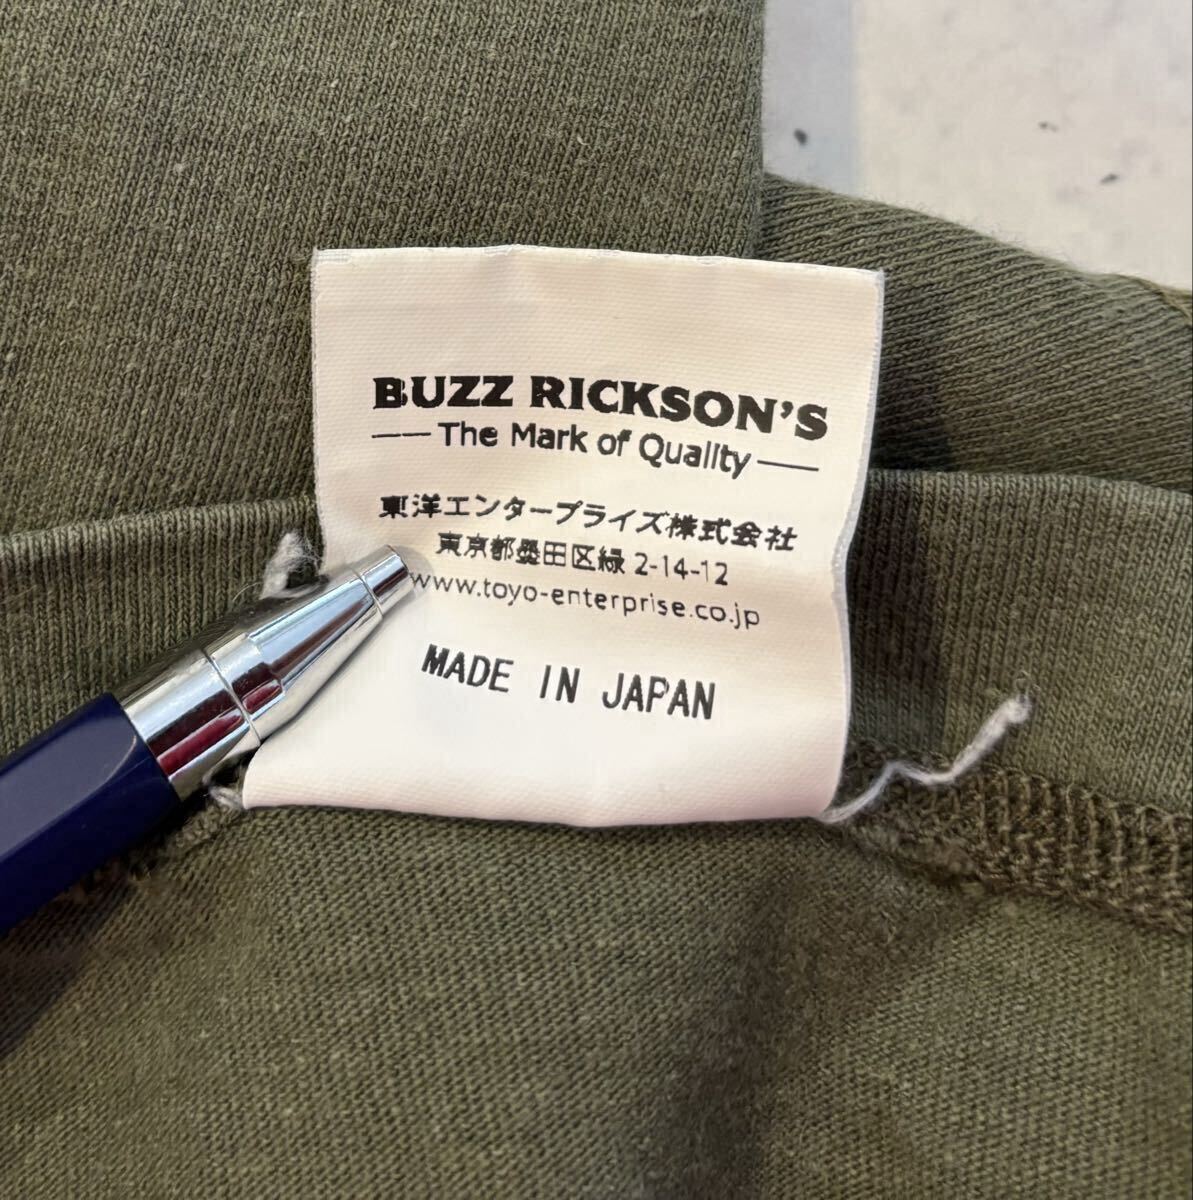 BUZZ RICKSON'S
The Mark of Quality
東洋エンタープライズ株式会社
東京都墨田区緑 2-14-12
www.toyo-enterprise.co.jp
MADE IN JAPAN